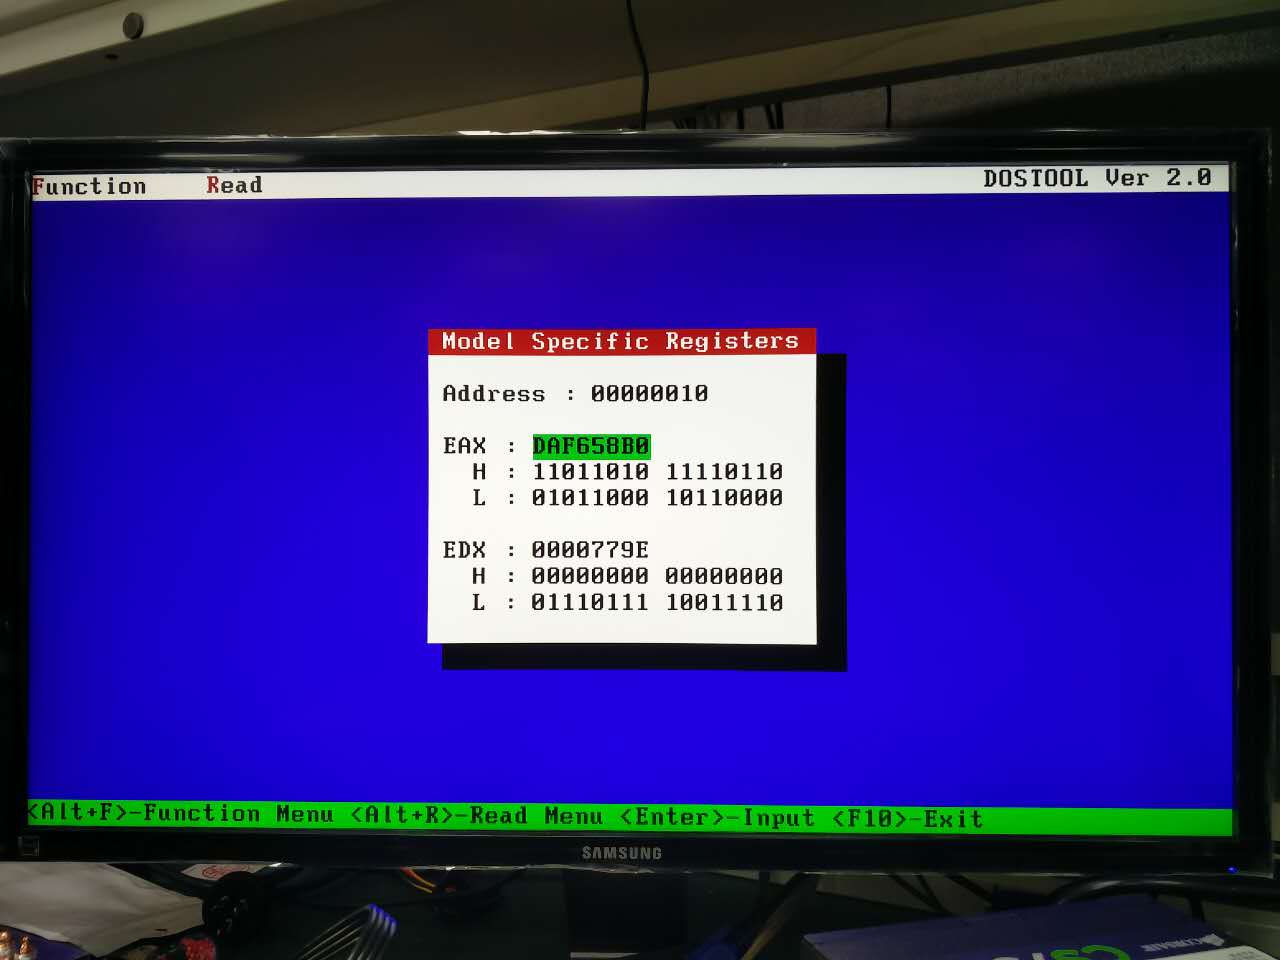 Function Read DOSTOOL Ver 2.0
Model Specific Registers
Address : 00000010
EAX : DAF658B0
H : 11011010 11110110
L : 01011000 10110000
EDX : 0000779E
H : 00000000 00000000
L : 01110111 10011110
<Alt+F>-Function Menu <Alt+R>-Read Menu <Enter>-Input <F10>-Exit
SAMSUNG